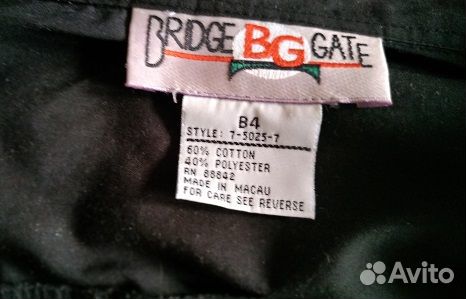 BRIDGE BG GATE
B4
STYLE: 7-5025-7
60% COTTON
40% POLYESTER
RN 88842
MADE IN MACAU
FOR CARE SEE REVERSE
Avito